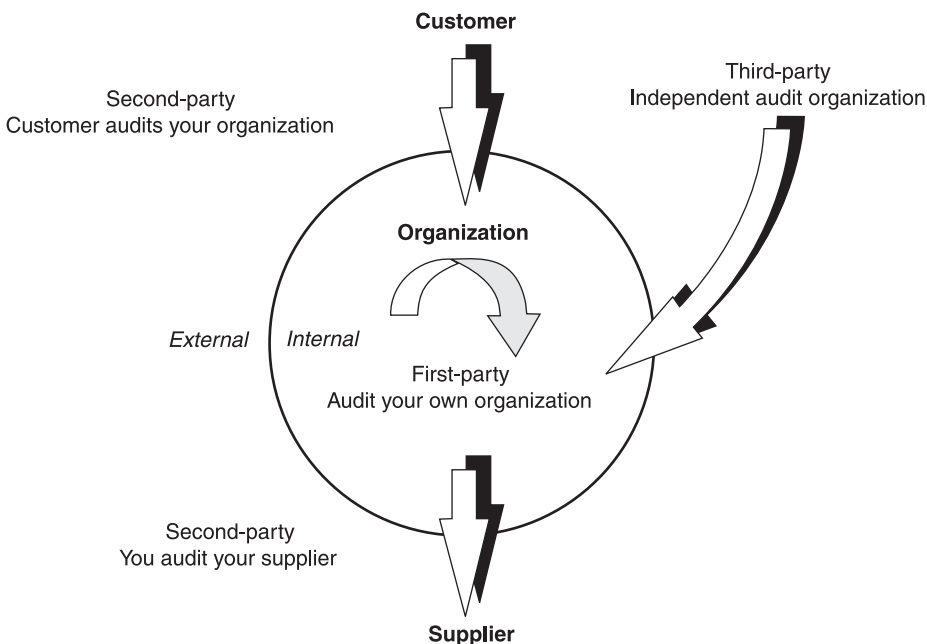 Customer
Second-party
Customer audits your organization
Third-party
Independent audit organization
Organization
External
Internal
First-party
Audit your own organization
Second-party
You audit your supplier
Supplier